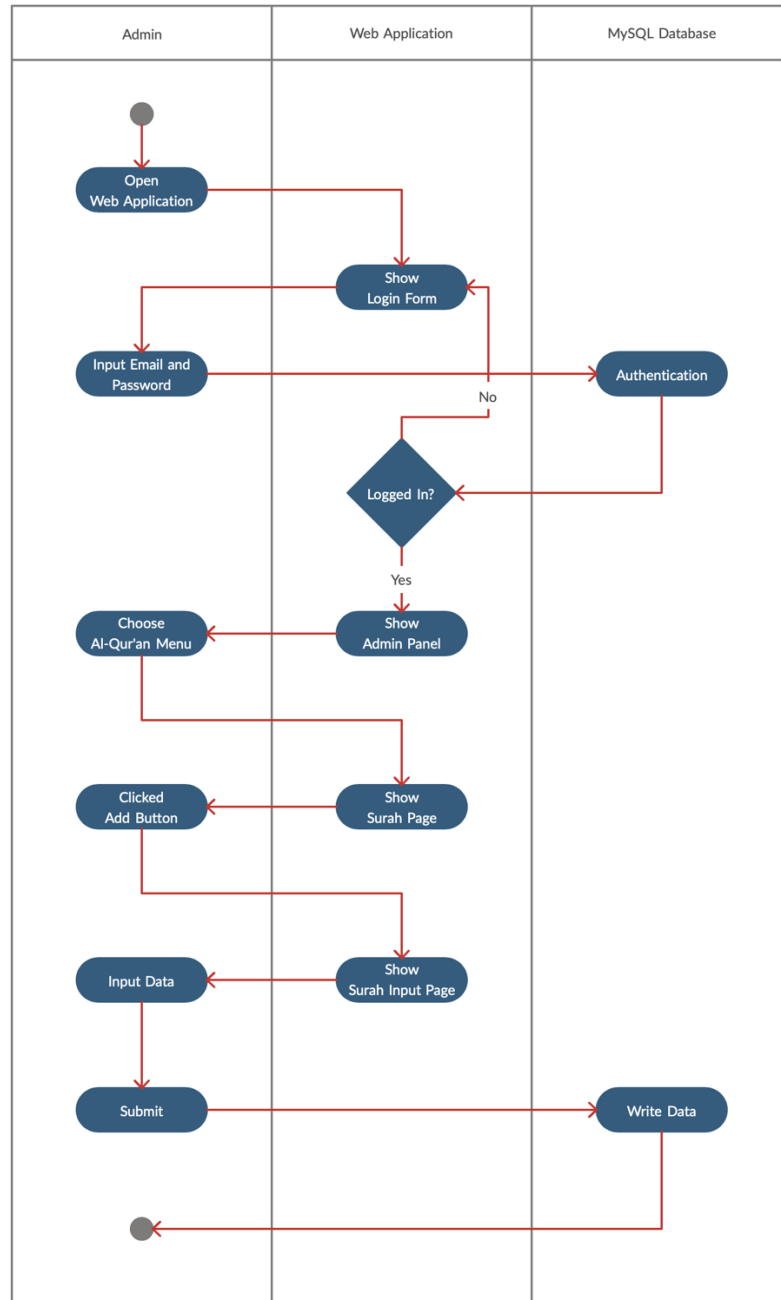 Admin
Web Application
MySQL Database
Open
Web Application
Show
Login Form
Input Email and
Password
Authentication
No
Logged In?
Yes
Choose
Al-Qur'an Menu
Show
Admin Panel
Clicked
Add Button
Show
Surah Page
Input Data
Show
Surah Input Page
Submit
Write Data